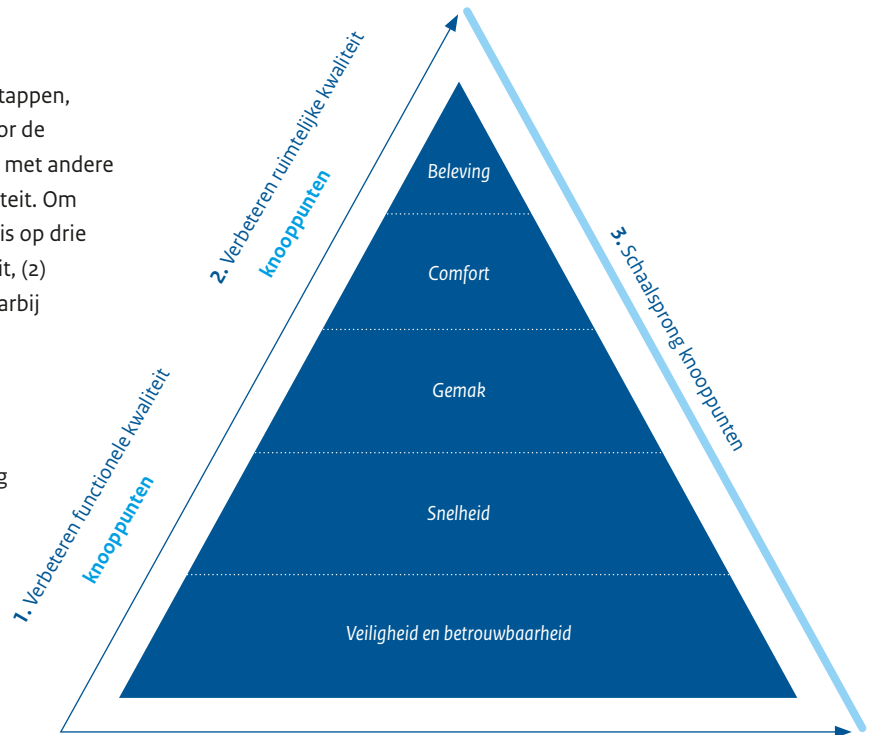 tappen,
or de
met andere
teit. Om
is op drie
it, (2)
arbij
g
2. Verbeteren ruimtelijke kwaliteit
knooppunten
1. Verbeteren functionele kwaliteit
knooppunten
Beleving
Comfort
Gemak
Snelheid
Veiligheid en betrouwbaarheid
3. Schaalsprong knooppunten